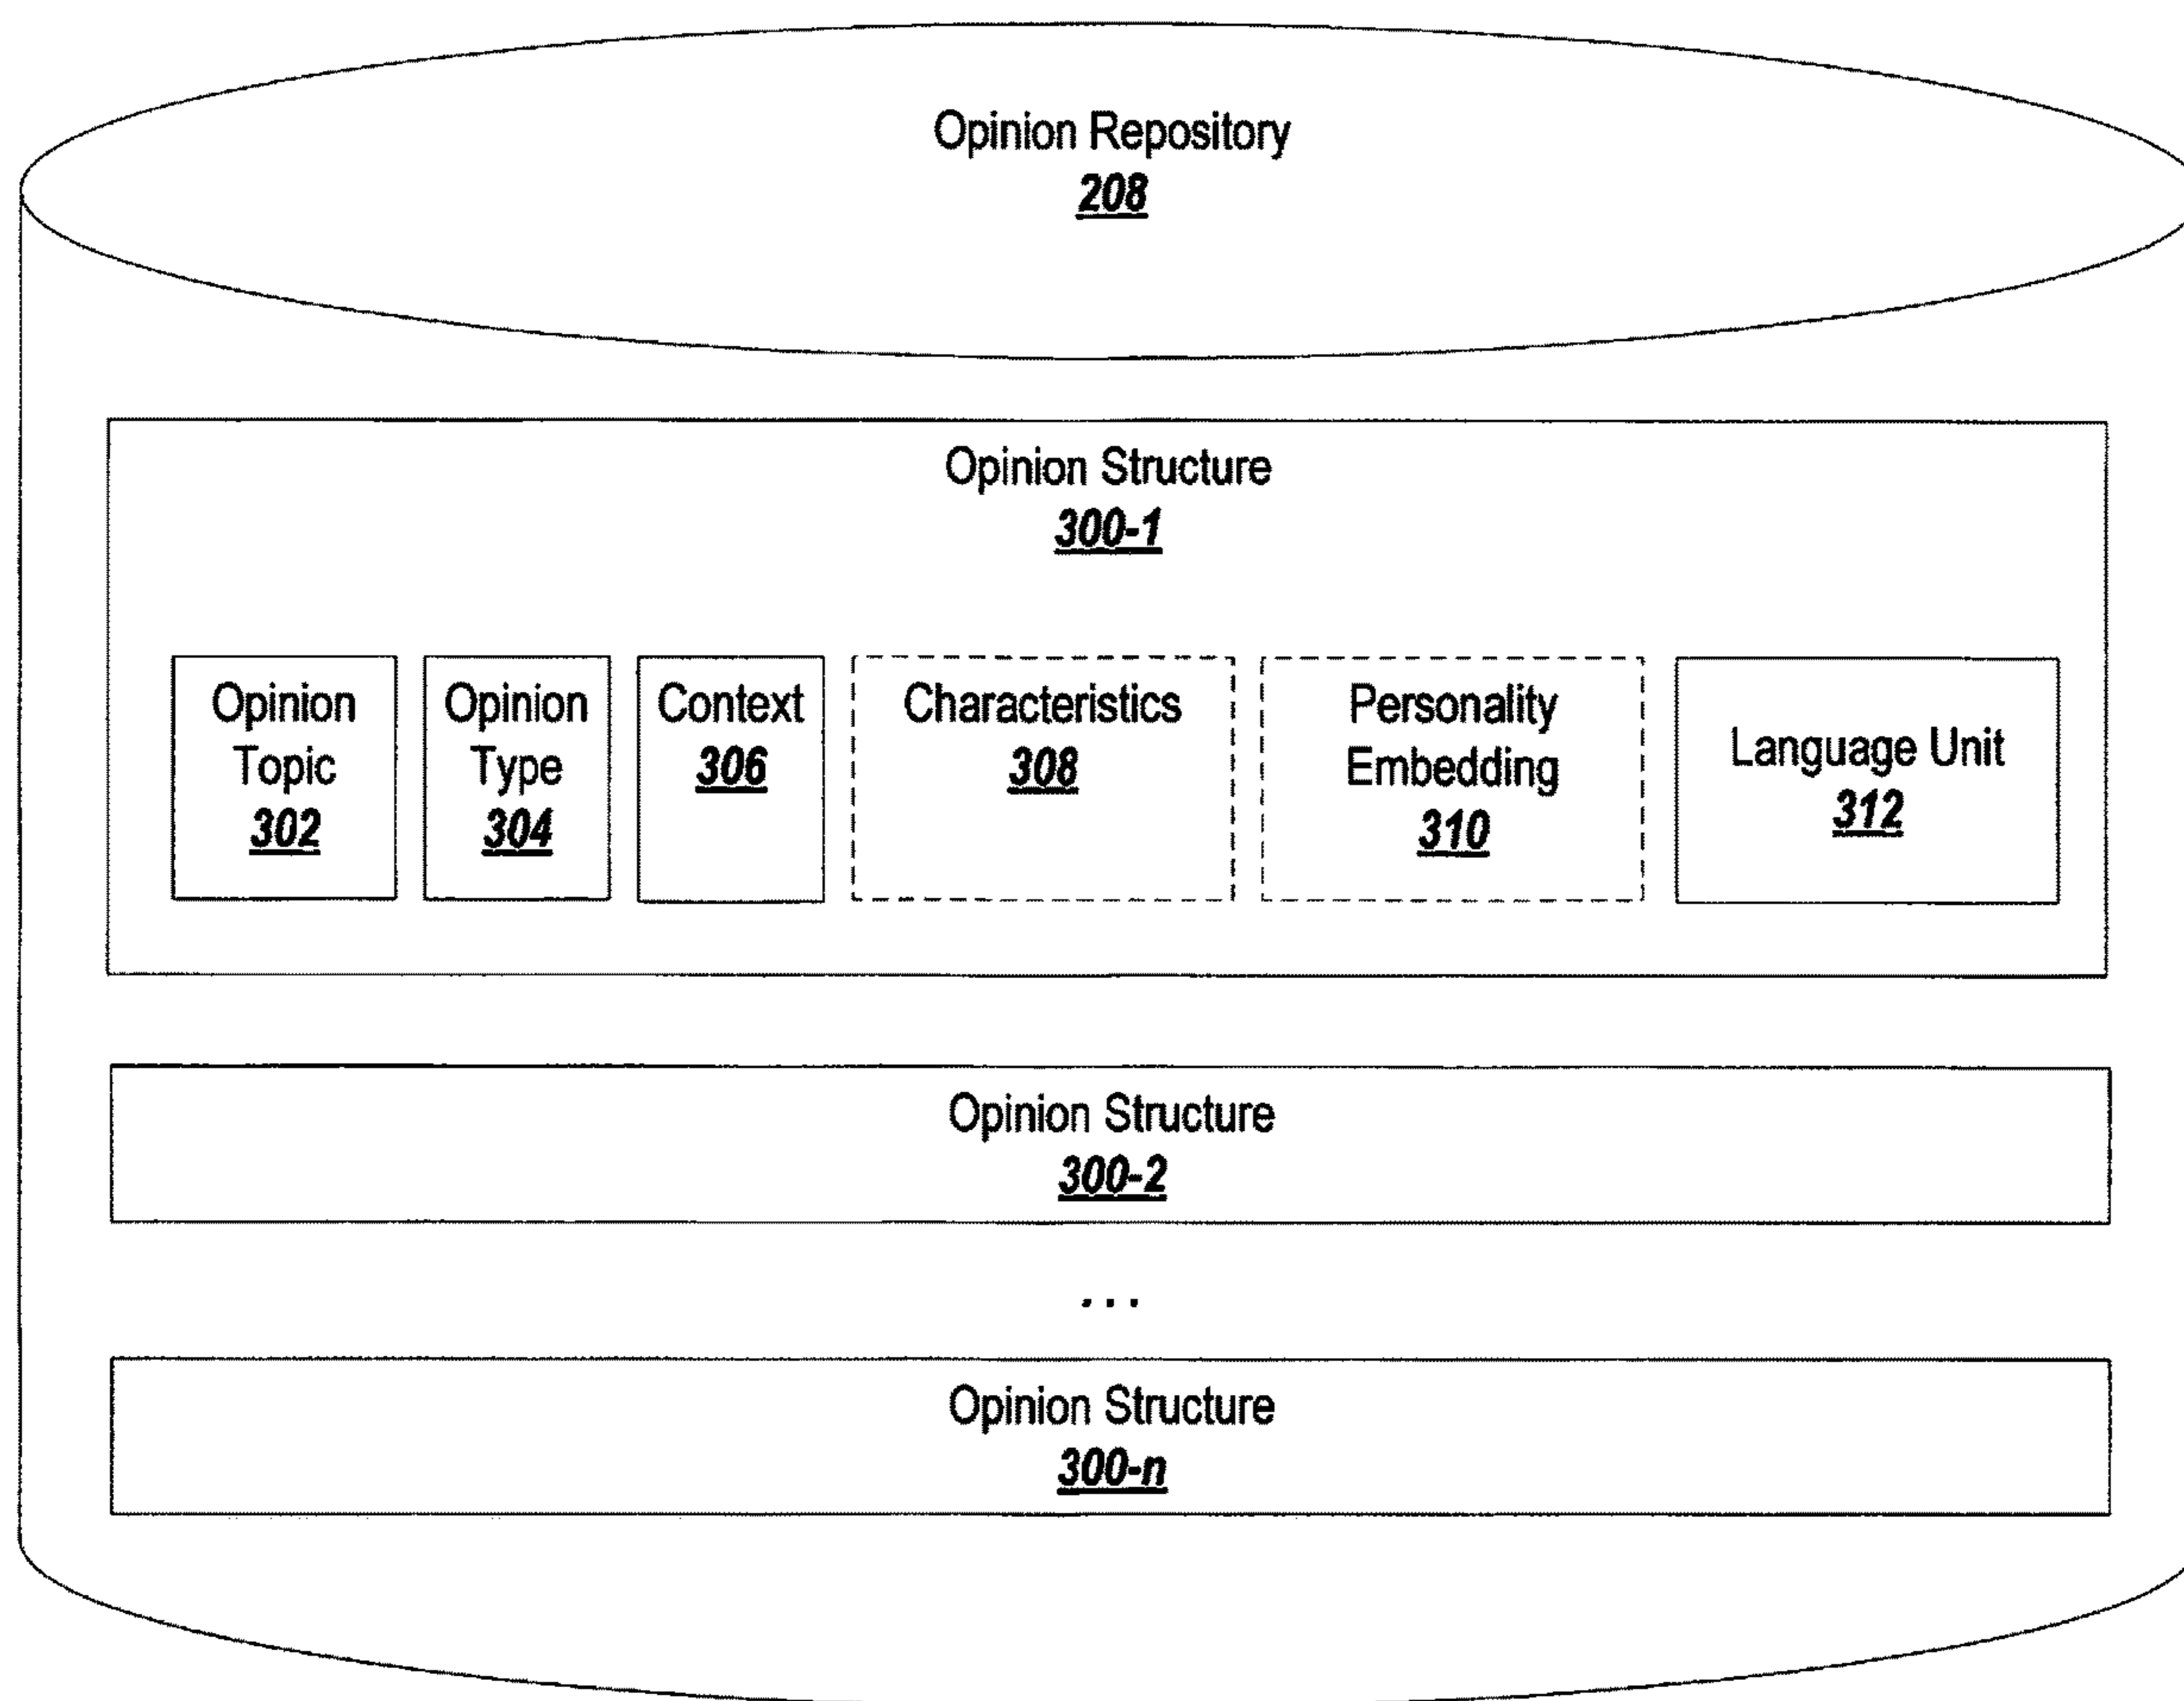 Opinion Repository
208
Opinion Structure
300-1
Opinion
Topic
302
Opinion
Type
304
Context
306
Characteristics
308
Personality
Embedding
310
Language Unit
312
Opinion Structure
300-2
...
Opinion Structure
300-n